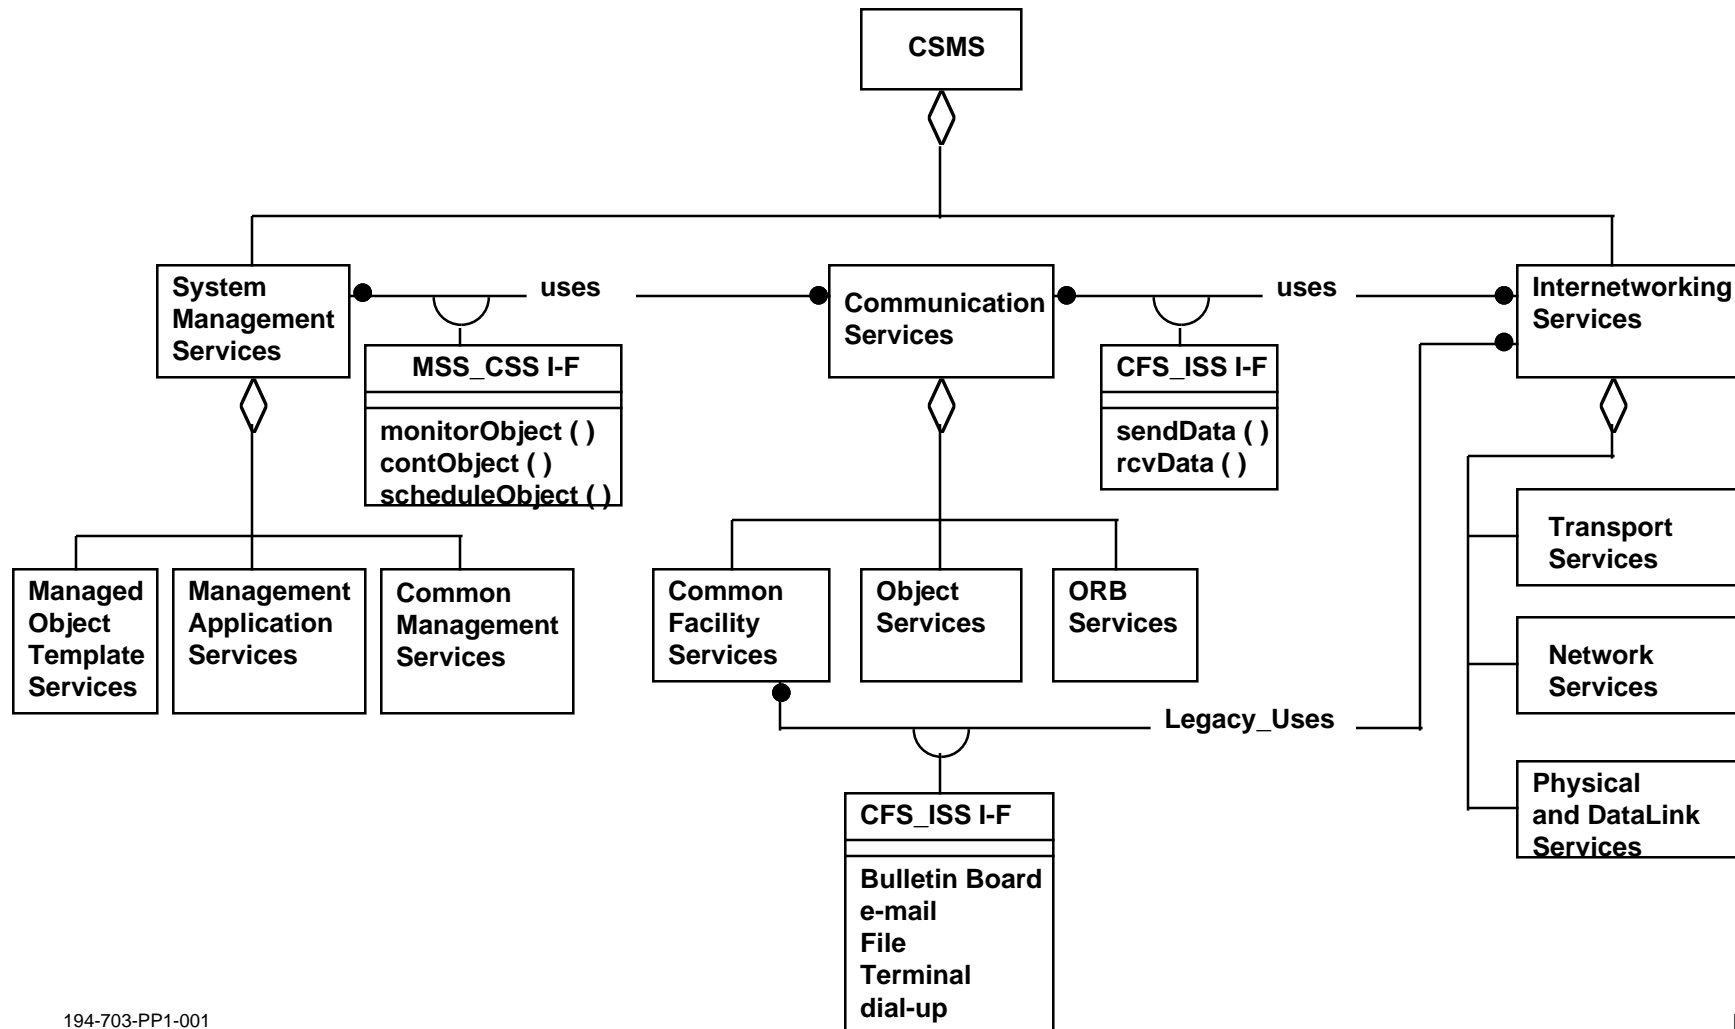 CSMS
System
Management
Services
uses
Communication
Services
uses
Internetworking
Services
MSS_CSS I-F
monitorObject ( )
contObject ( )
scheduleObject ( )
CFS_ISS I-F
sendData ( )
rcvData ( )
Managed
Object
Template
Services
Management
Application
Services
Common
Management
Services
Common
Facility
Services
Object
Services
ORB
Services
Transport
Services
Network
Services
Physical
and DataLink
Services
Legacy_Uses
CFS_ISS I-F
Bulletin Board
e-mail
File
Terminal
dial-up
194-703-PP1-001